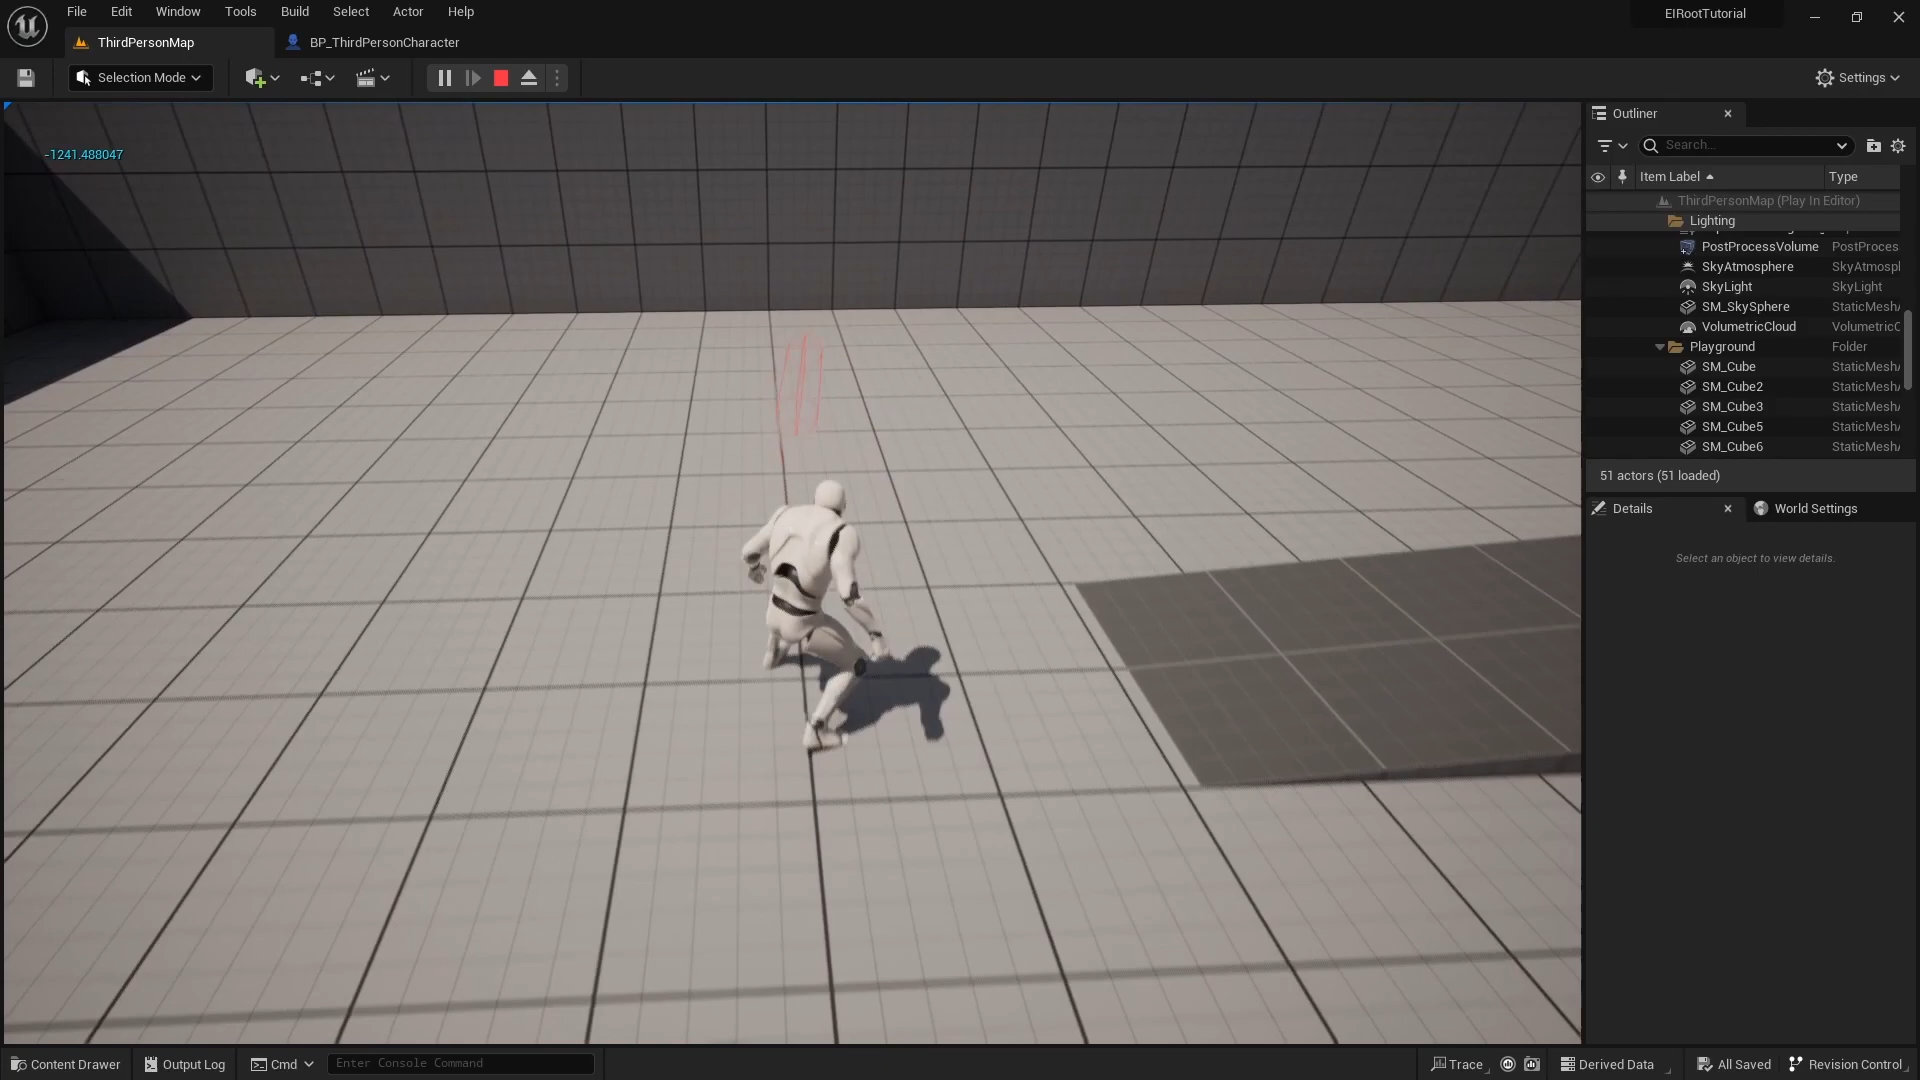 File Edit Window Tools Build Select Actor Help
EIRootTutorial
ThirdPersonMap
BP_ThirdPersonCharacter
Selection Mode
Settings
-1241.488047
Outliner
Search...
Item Label Type
ThirdPersonMap (Play In Editor)
Lighting
PostProcessVolume PostProces
SkyAtmosphere SkyAtmospl
SkyLight SkyLight
SM_SkySphere StaticMesh
VolumetricCloud VolumetricC
Playground Folder
SM_Cube StaticMesh
SM_Cube2 StaticMesh
SM_Cube3 StaticMesh
SM_Cube5 StaticMesh
SM_Cube6 StaticMesh
51 actors (51 loaded)
Details
World Settings
Select an object to view details.
Content Drawer
Output Log
Cmd
Enter Console Command
Trace
Derived Data
All Saved
Revision Control